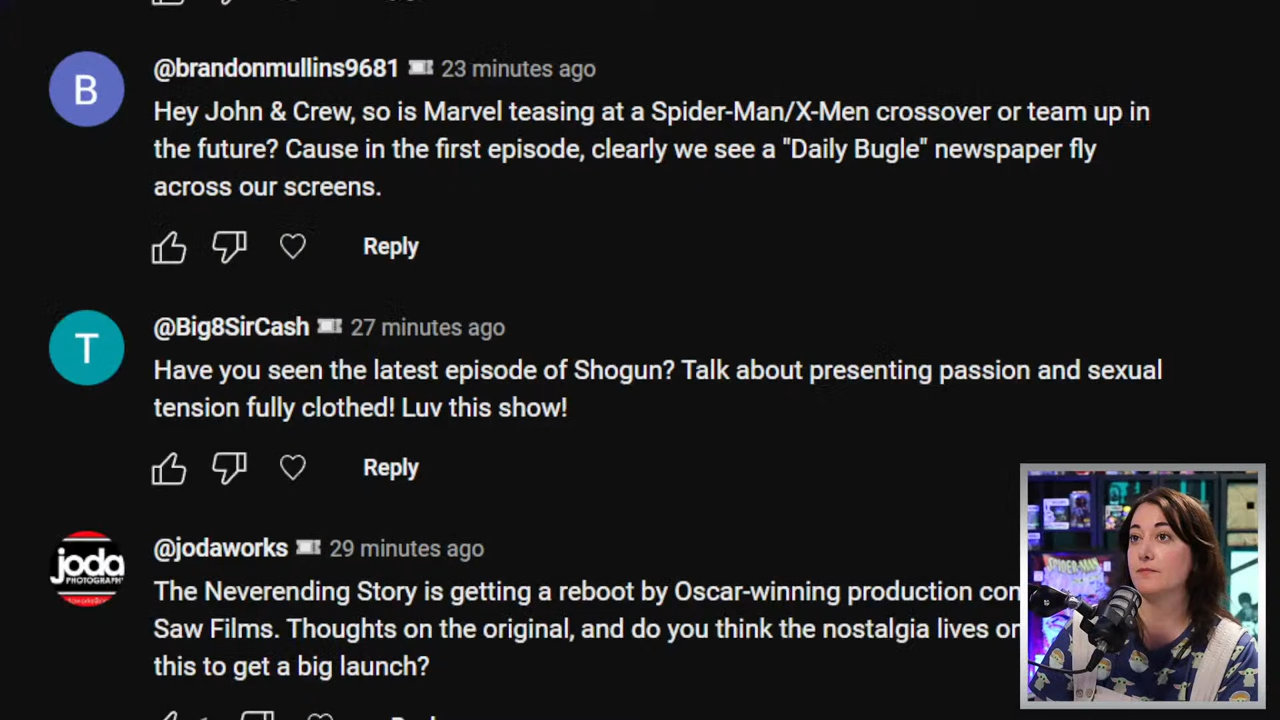 B
@brandonmullins9681 23 minutes ago
Hey John & Crew, so is Marvel teasing at a Spider-Man/X-Men crossover or team up in
the future? Cause in the first episode, clearly we see a "Daily Bugle" newspaper fly
across our screens.
Reply
T
@Big8SirCash 27 minutes ago
Have you seen the latest episode of Shogun? Talk about presenting passion and sexual
tension fully clothed! Luv this show!
Reply
joda
PHOTOGRAPHY
@jodaworks 29 minutes ago
The Neverending Story is getting a reboot by Oscar-winning production
Saw Films. Thoughts on the original, and do you think the nostalgia lives
this to get a big launch?
SPIDER-MAN